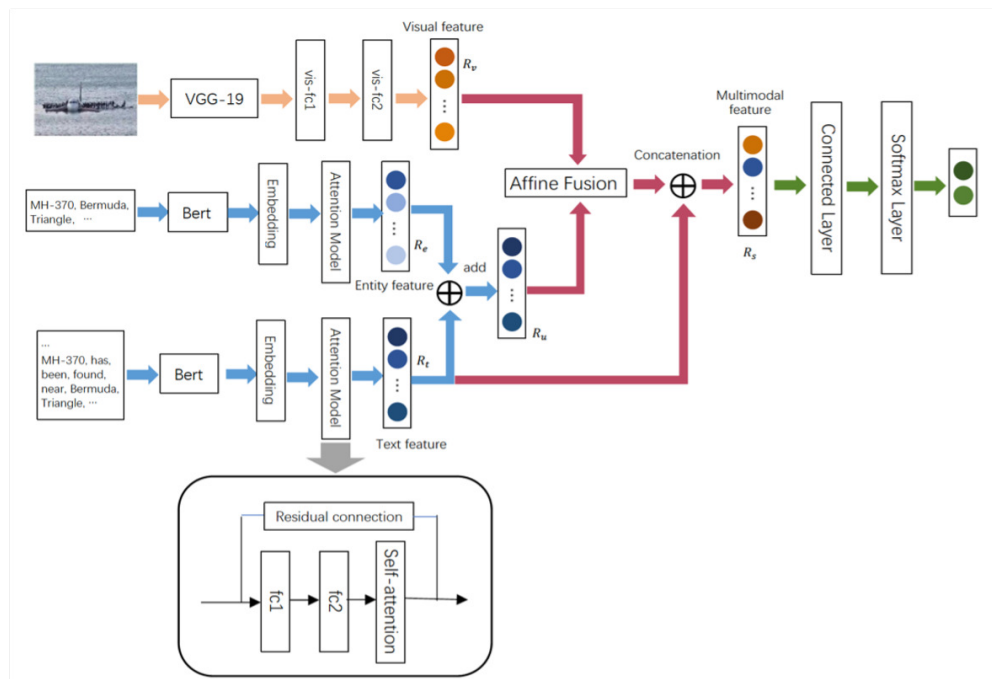 Visual feature
VGG-19
vis-fc1
vis-fc2
⋮
R_v
MH-370, Bermuda,
Triangle, ···
Bert
Embedding
Attention Model
⋮
R_e
Entity feature
add
⋮
R_u
Affine Fusion
Concatenation
Multimodal
feature
⋮
R_s
Connected Layer
Softmax Layer
...
MH-370, has,
been, found,
near, Bermuda,
Triangle, ···
Bert
Embedding
Attention Model
⋮
R_t
Text feature
Residual connection
fc1
fc2
Self-attention